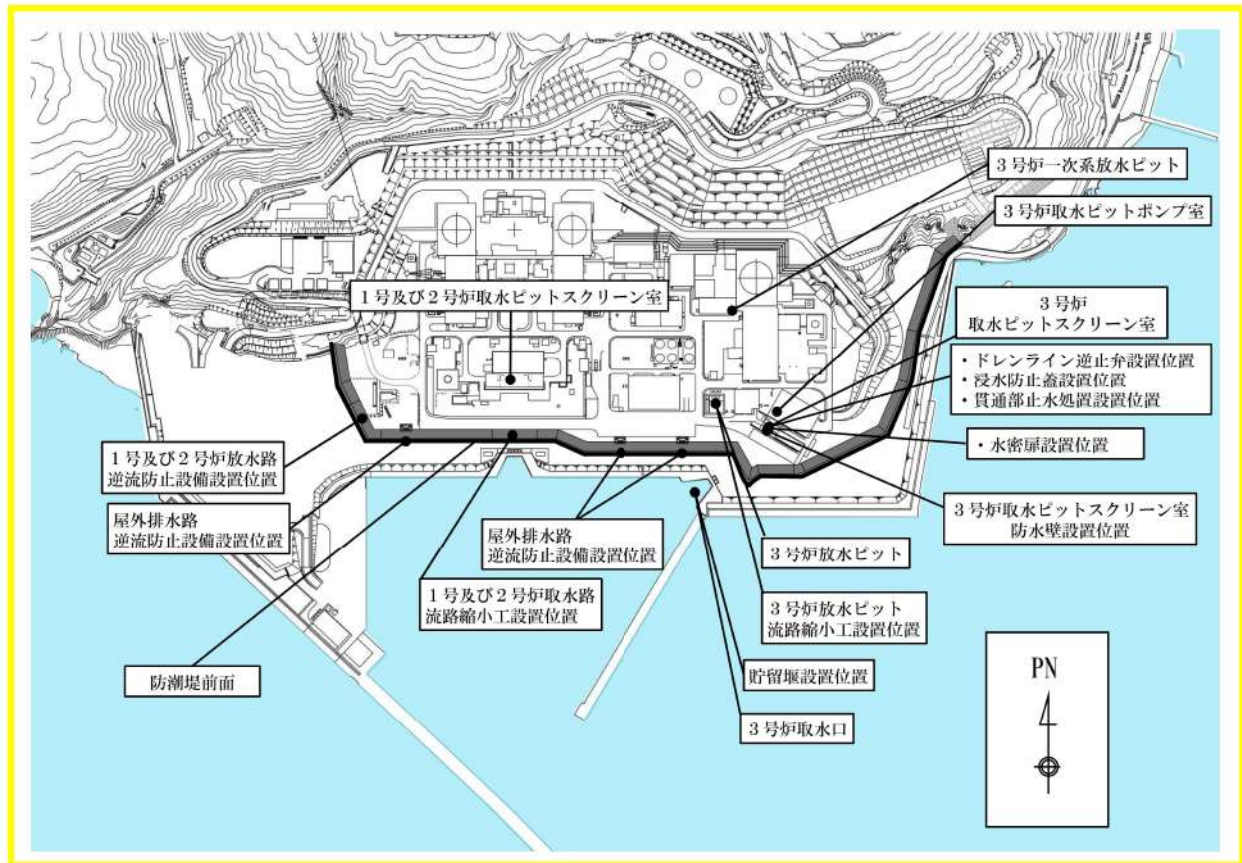 3号炉一次系放水ピット
3号炉取水ピットポンプ室
1号及び2号炉取水ピットスクリーン室
3号炉
取水ピットスクリーン室
・ドレンライン逆止弁設置位置
・浸水防止蓋設置位置
・貫通部止水処置設置位置
・水密扉設置位置
1号及び2号炉放水路
逆流防止設備設置位置
3号炉取水ピットスクリーン室
防水壁設置位置
屋外排水路
逆流防止設備設置位置
屋外排水路
逆流防止設備設置位置
3号炉放水ピット
1号及び2号炉取水路
流路縮小工設置位置
3号炉放水ピット
流路縮小工設置位置
防潮堤前面
貯留堰設置位置
3号炉取水口
PN